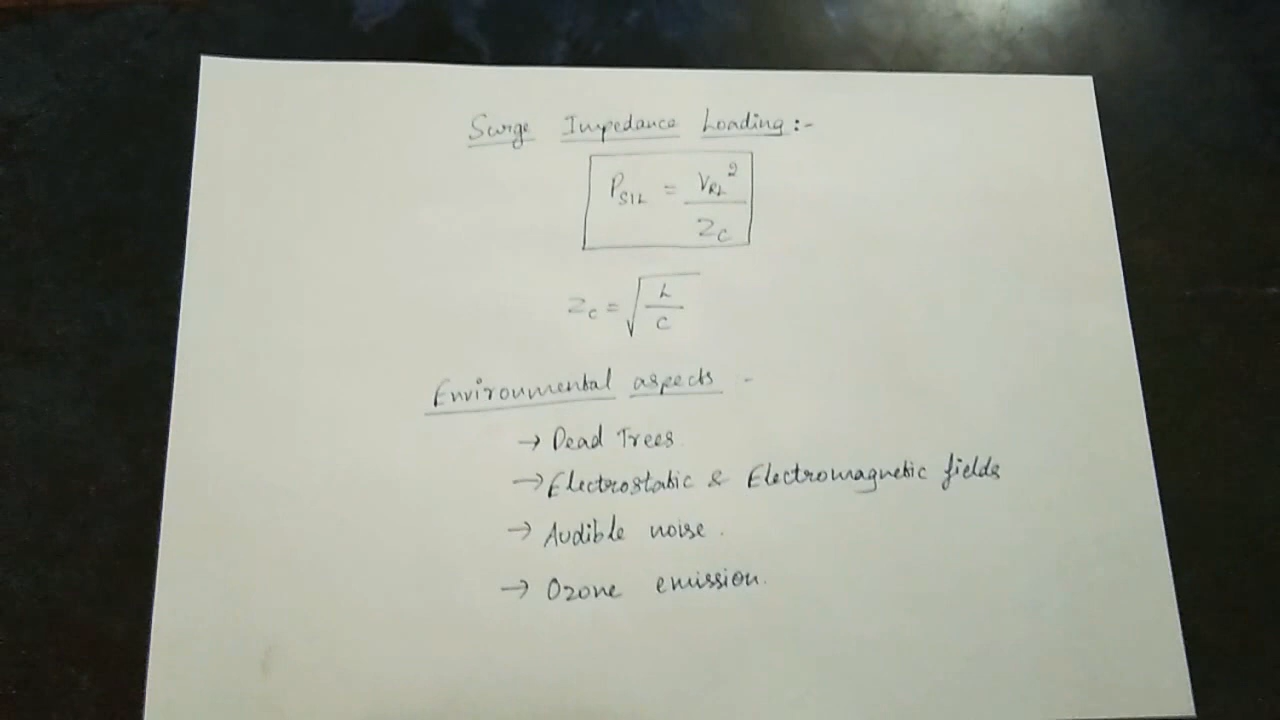 Surge Impedance Loading :-
P_SIL = V_RL^2 / Z_C
Z_C = √(L/C)
Environmental aspects -
→ Dead Trees.
→ Electrostatic & Electromagnetic fields
→ Audible noise.
→ Ozone emission.